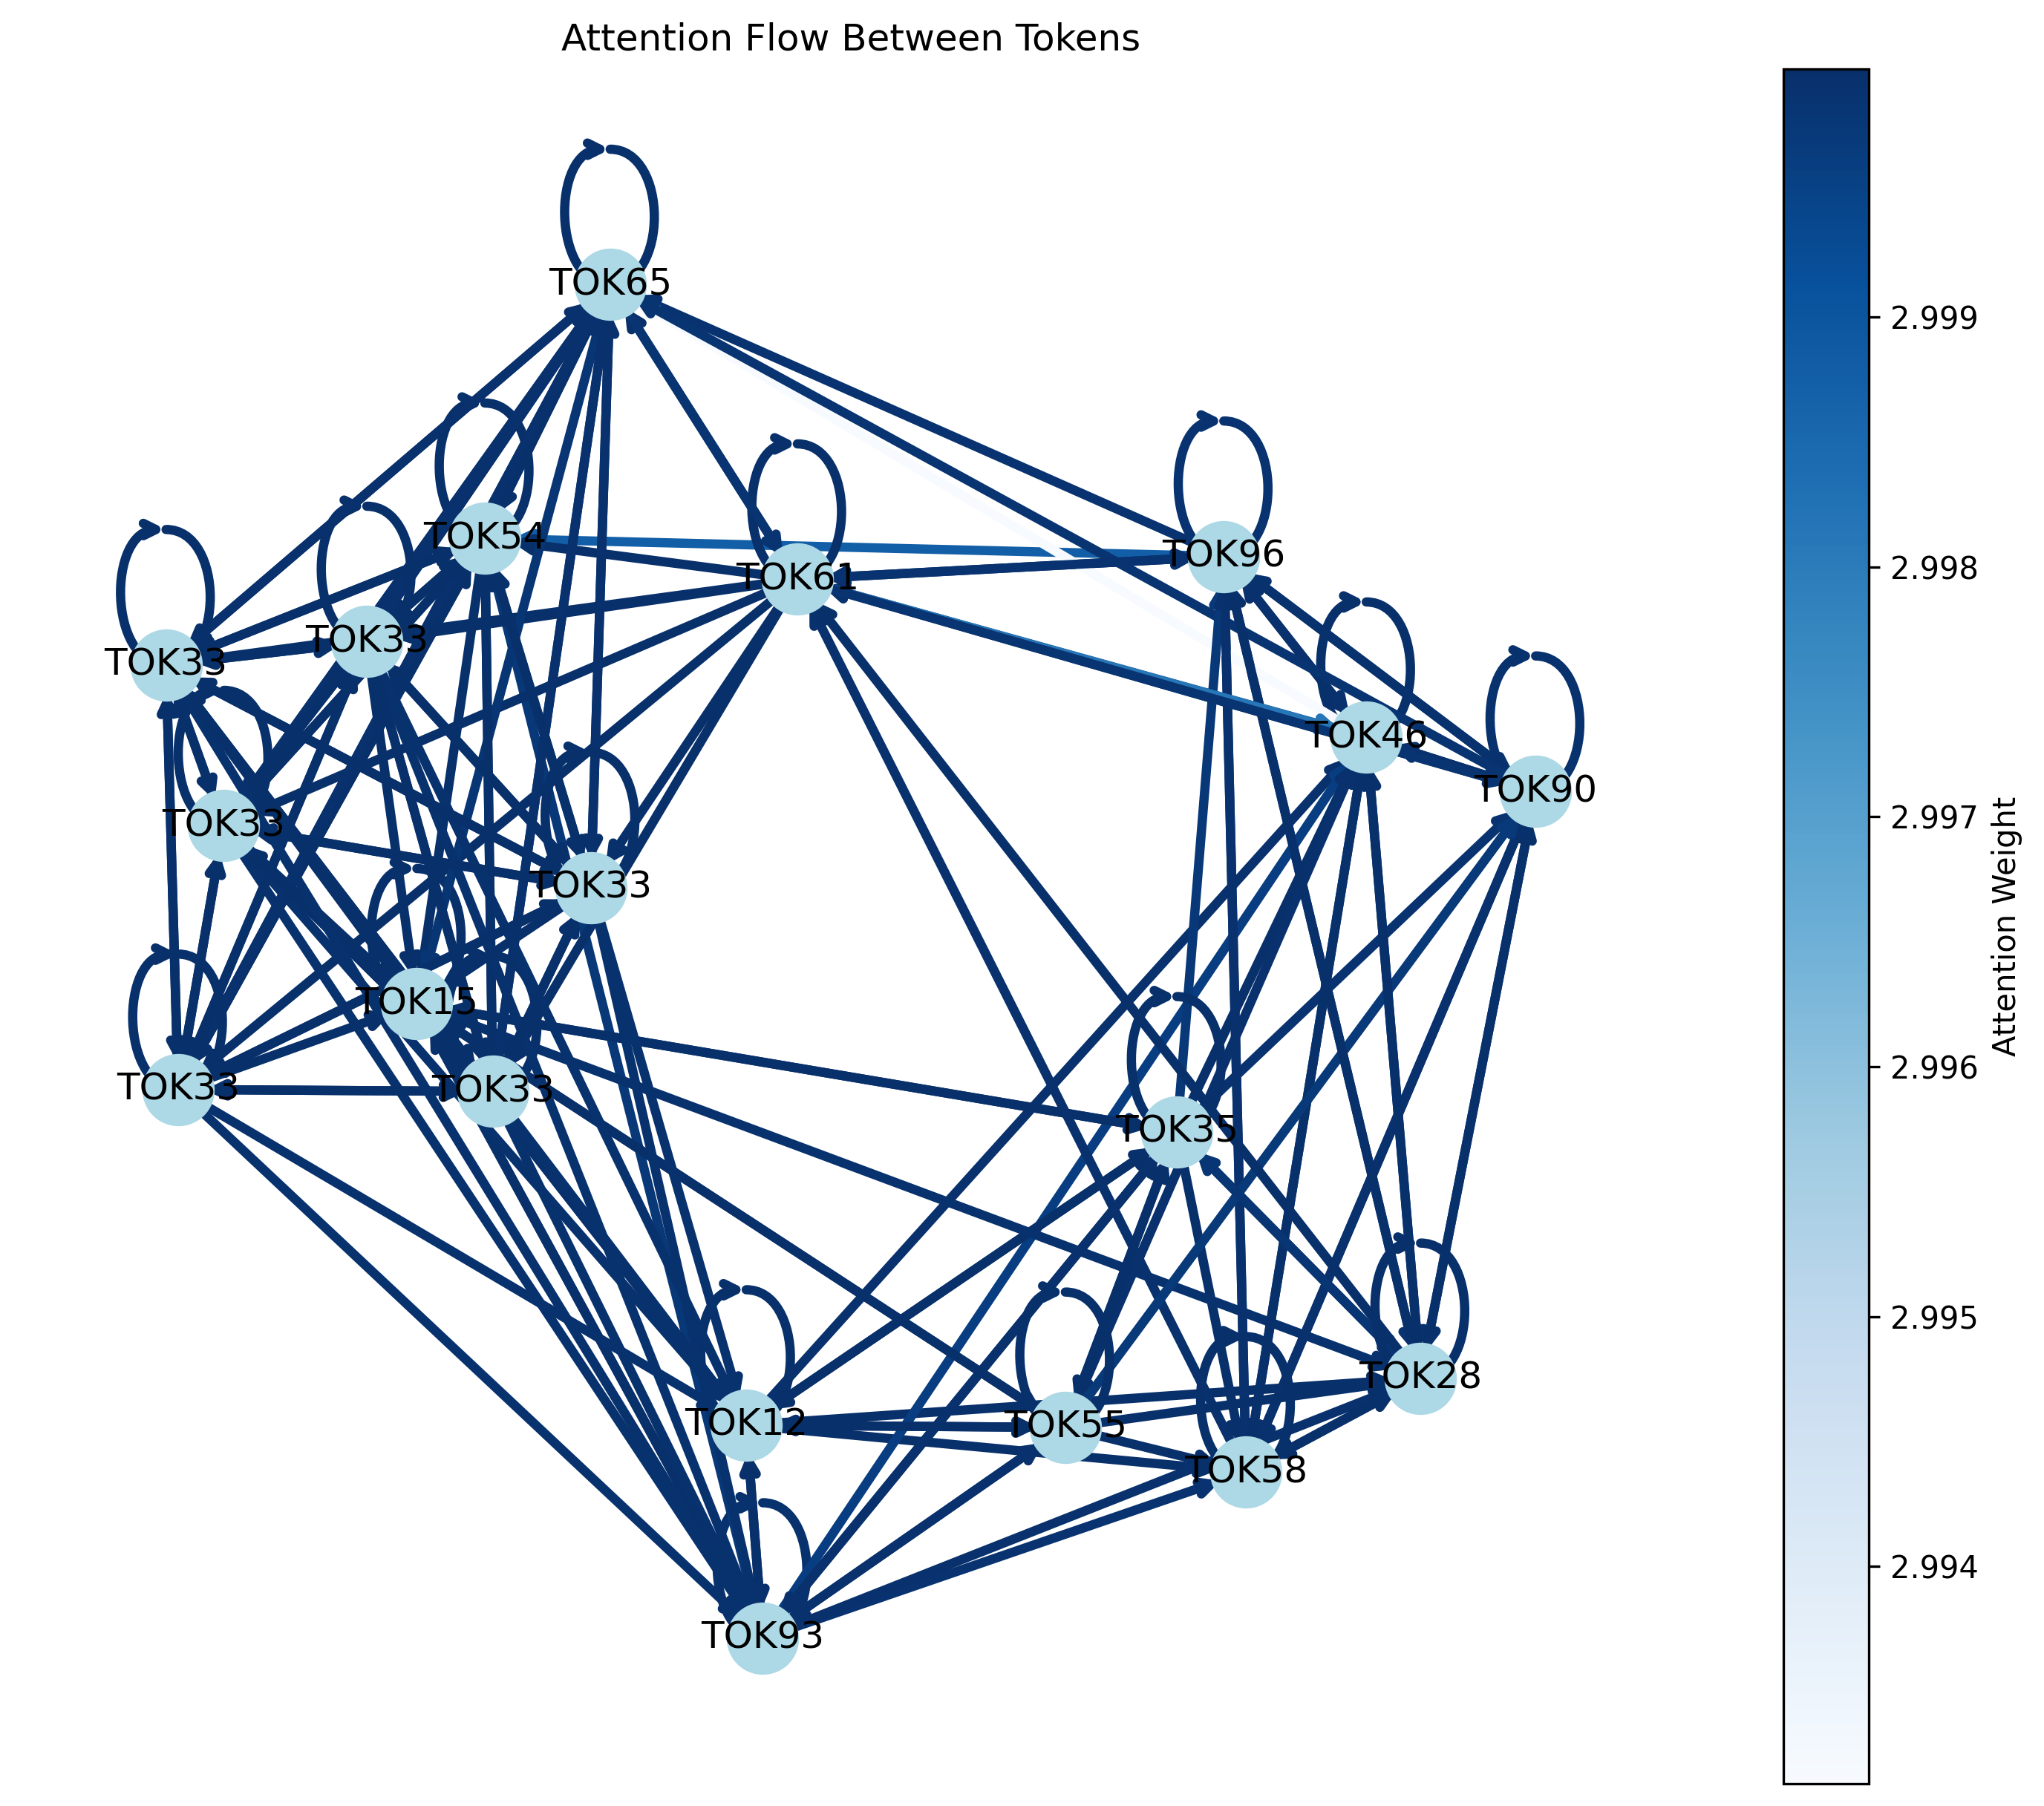 Attention Flow Between Tokens
TOK65
TOK54
TOK96
TOK61
TOK33
TOK33
TOK46
TOK90
TOK33
TOK33
TOK15
TOK33
TOK33
TOK35
TOK28
TOK12
TOK55
TOK58
TOK93
2.999
2.998
2.997
2.996
2.995
2.994
Attention Weight